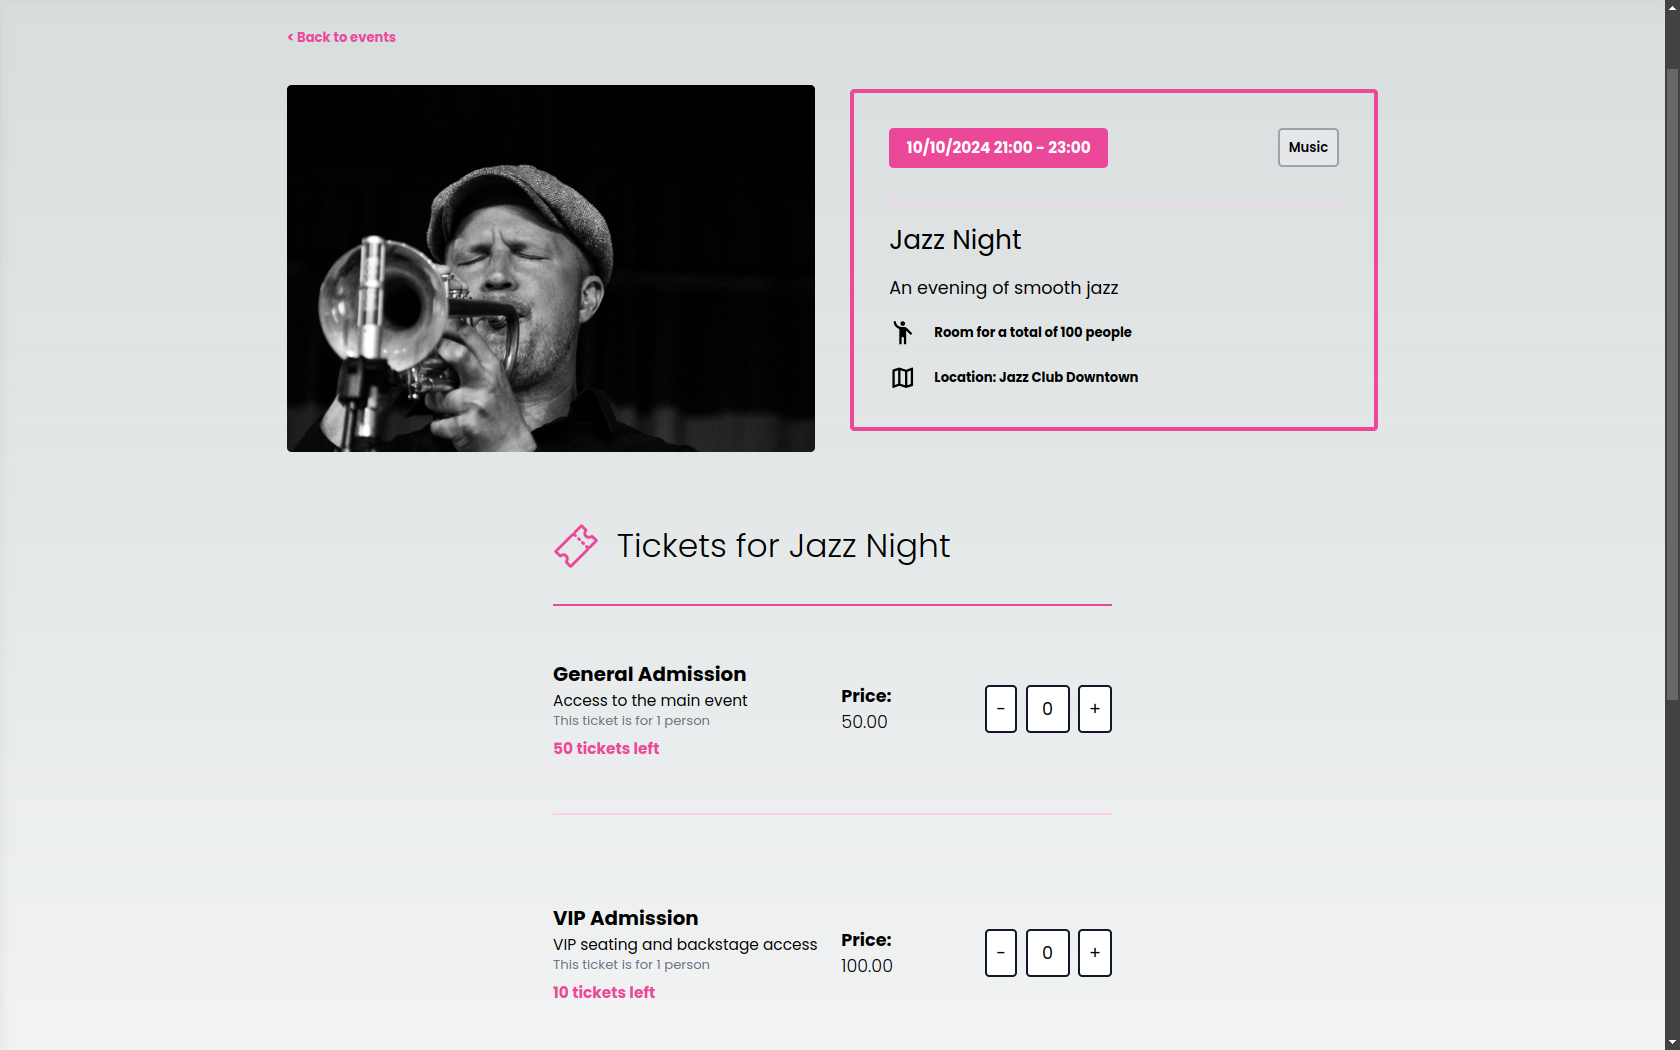 < Back to events
10/10/2024 21:00 - 23:00
Music
Jazz Night
An evening of smooth jazz
Room for a total of 100 people
Location: Jazz Club Downtown
Tickets for Jazz Night
General Admission
Access to the main event
This ticket is for 1 person
50 tickets left
Price:
50.00
- 0 +
VIP Admission
VIP seating and backstage access
This ticket is for 1 person
10 tickets left
Price:
100.00
- 0 +